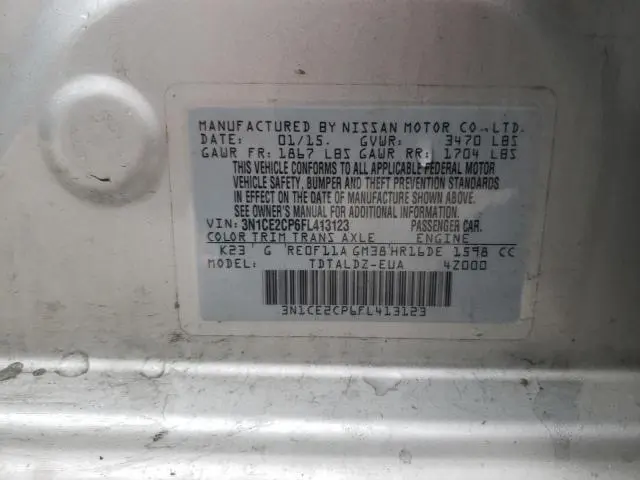 MANUFACTURED BY NISSAN MOTOR CO.,LTD.
DATE: 01/15. GVWR: 3470 LBS
GAWR FR: 1867 LBS GAWR RR: 1704 LBS
THIS VEHICLE CONFORMS TO ALL APPLICABLE FEDERAL MOTOR
VEHICLE SAFETY, BUMPER AND THEFT PREVENTION STANDARDS
IN EFFECT ON THE DATE OF MANUFACTURE SHOWN ABOVE.
SEE OWNER'S MANUAL FOR ADDITIONAL INFORMATION.
VIN: 3N1CE2CP6FL413123 PASSENGER CAR.
COLOR TRIM TRANS AXLE ENGINE
K23 G RE0F11A GM38 HR16DE 1598 CC
MODEL: TDTALDZ-EUA 4Z000
3N1CE2CP6FL413123